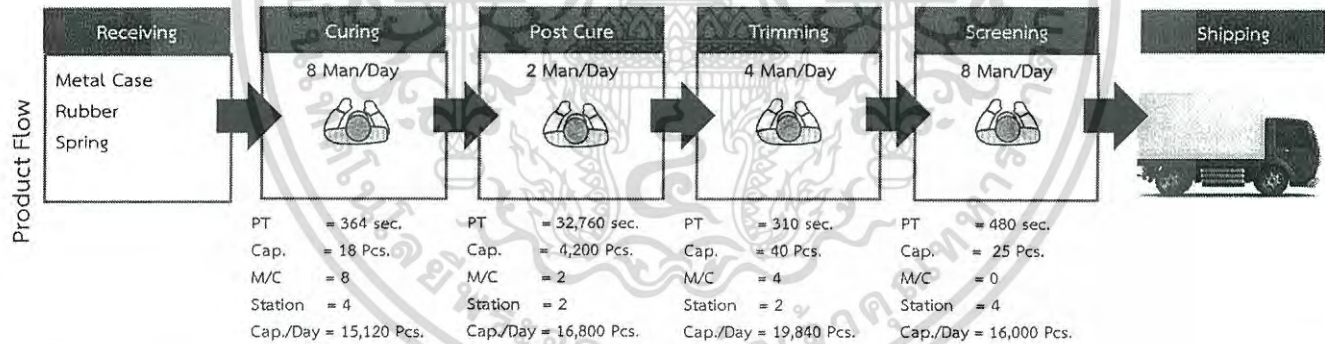 Product Flow
Receiving
Metal Case
Rubber
Spring
Curing
8 Man/Day
PT = 364 sec.
Cap. = 18 Pcs.
M/C = 8
Station = 4
Cap./Day = 15,120 Pcs.
Post Cure
2 Man/Day
PT = 32,760 sec.
Cap. = 4,200 Pcs.
M/C = 2
Station = 2
Cap./Day = 16,800 Pcs.
Trimming
4 Man/Day
PT = 310 sec.
Cap. = 40 Pcs.
M/C = 4
Station = 2
Cap./Day = 19,840 Pcs.
Screening
8 Man/Day
PT = 480 sec.
Cap. = 25 Pcs.
M/C = 0
Station = 4
Cap./Day = 16,000 Pcs.
Shipping